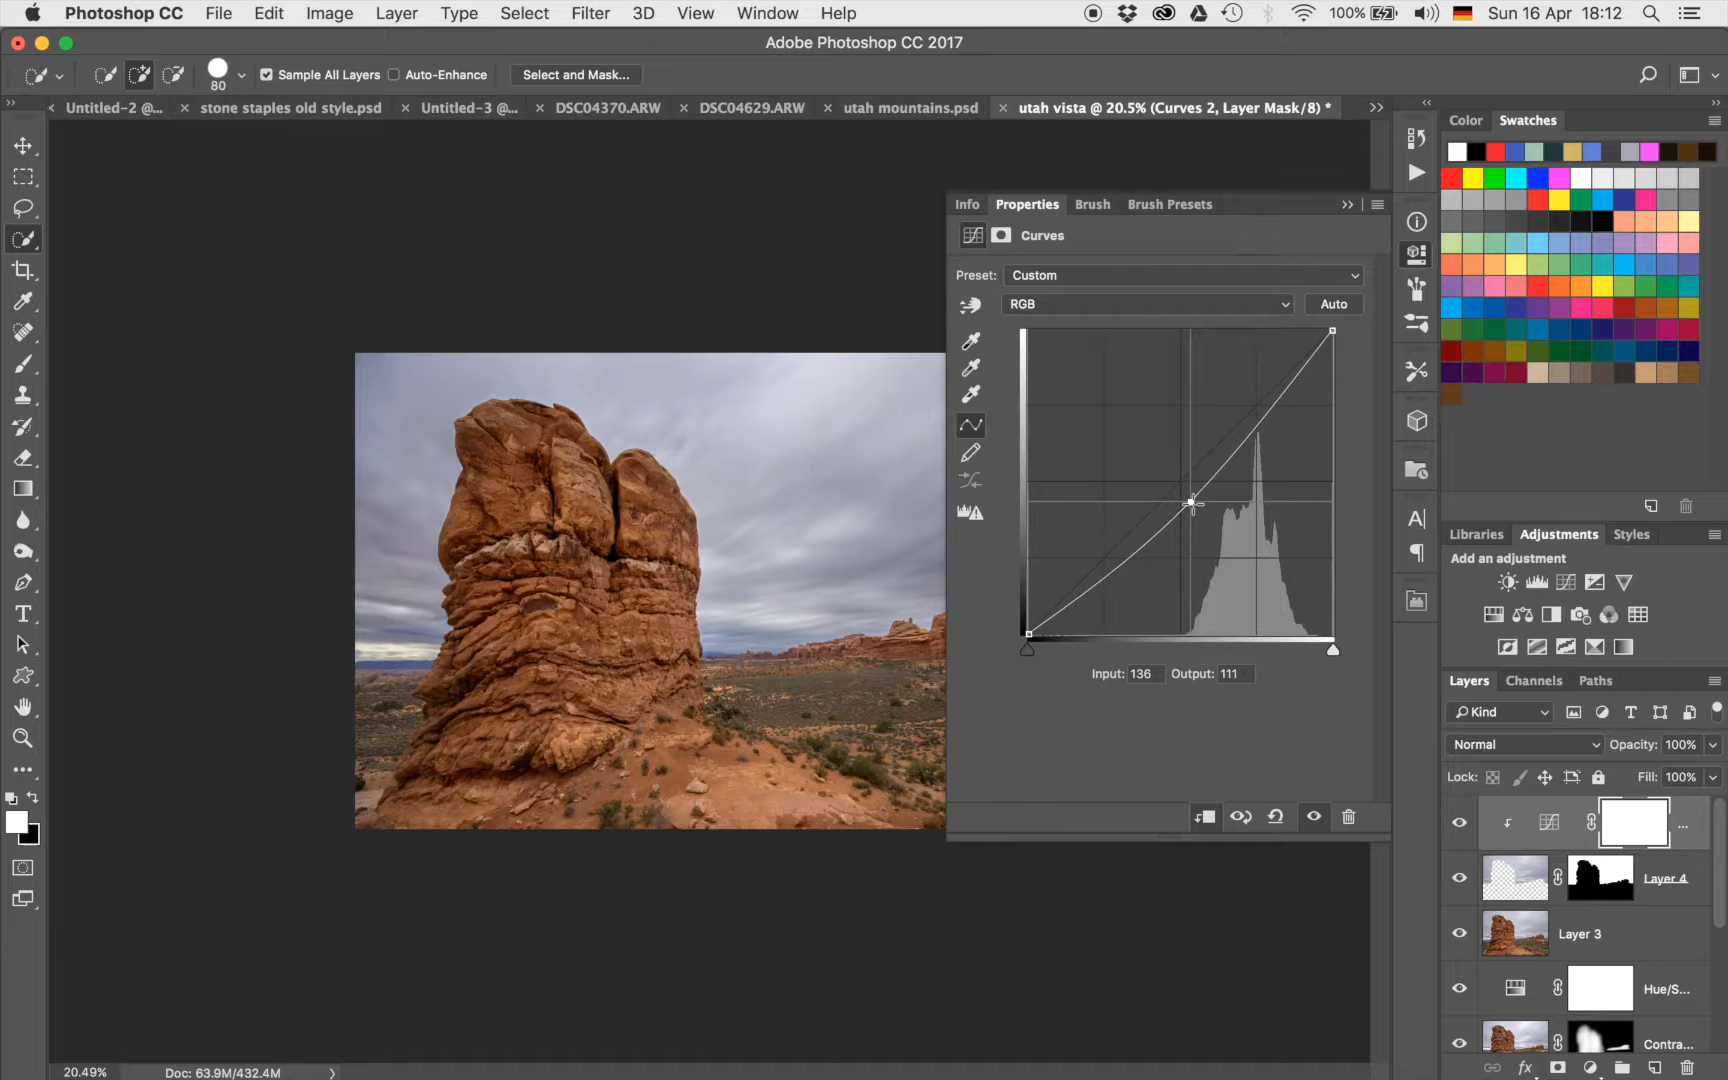 Photoshop CC File Edit Image Layer Type Select Filter 3D View Window Help 100% Sun 16 Apr 18:12
Adobe Photoshop CC 2017
80 Sample All Layers Auto-Enhance Select and Mask...
Untitled-2 @... stone staples old style.psd Untitled-3 @... DSC04370.ARW DSC04629.ARW utah mountains.psd utah vista @ 20.5% (Curves 2, Layer Mask/8) *
Color Swatches
Info Properties Brush Brush Presets
Curves
Preset: Custom
RGB Auto
Input: 136 Output: 111
Libraries Adjustments Styles
Add an adjustment
Layers Channels Paths
Kind
Normal Opacity: 100%
Lock: Fill: 100%
...
Layer 4
Layer 3
Hue/S...
Contra...
fx
20.49% Doc: 63.9M/432.4M